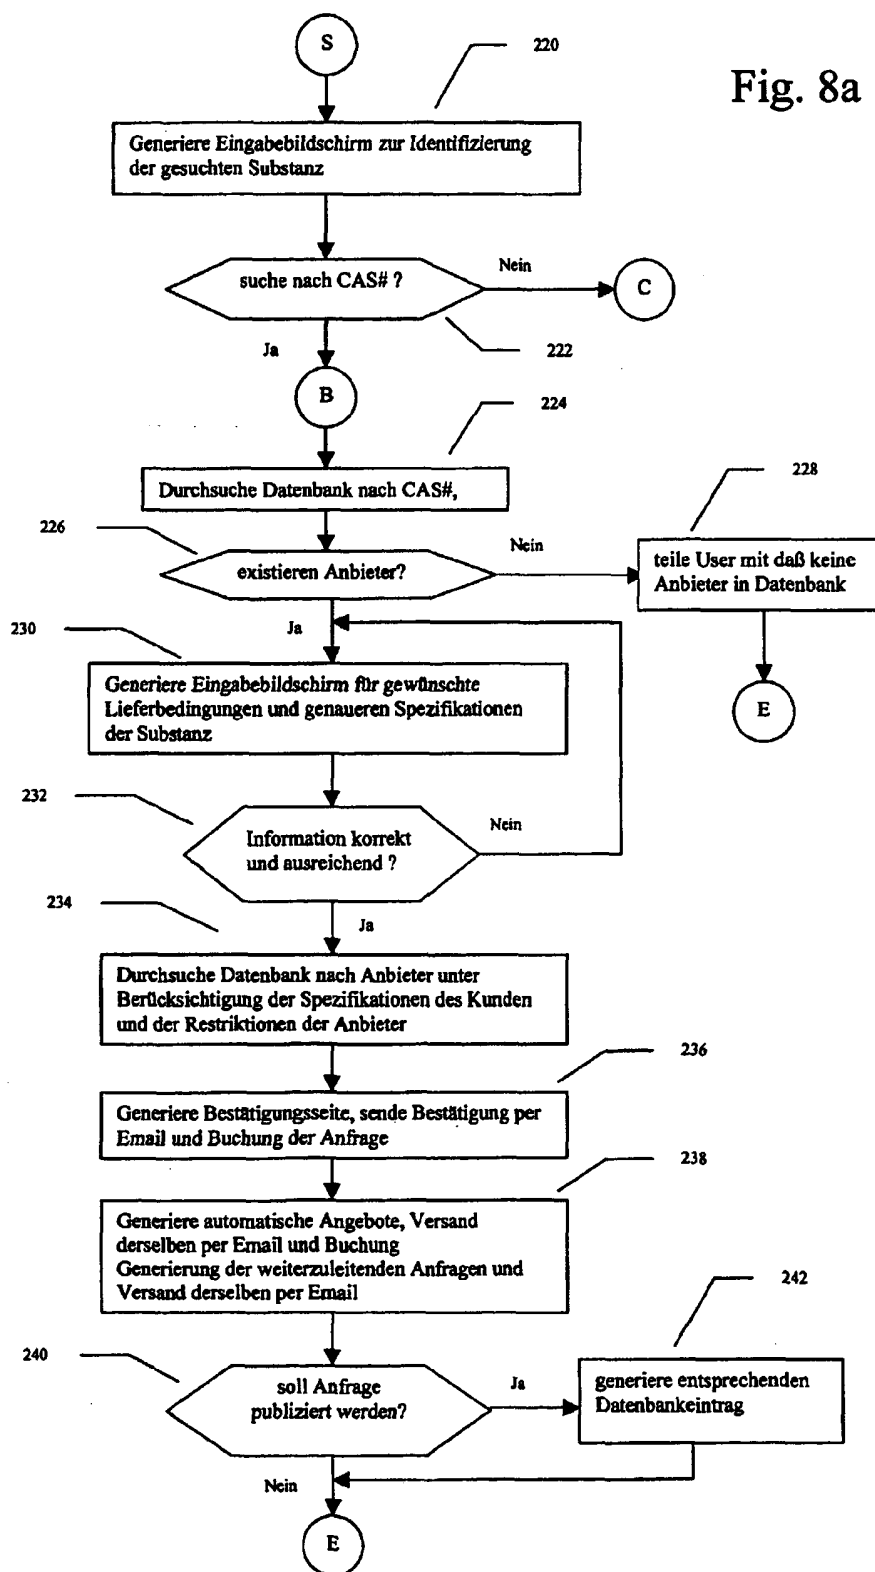 S
220
Fig. 8a
Generiere Eingabebildschirm zur Identifizierung
der gesuchten Substanz
suche nach CAS# ?
Nein
C
222
Ja
B
224
Durchsuche Datenbank nach CAS#,
226
existieren Anbieter?
Nein
228
teile User mit daß keine
Anbieter in Datenbank
E
Ja
230
Generiere Eingabebildschirm für gewünschte
Lieferbedingungen und genaueren Spezifikationen
der Substanz
232
Information korrekt
und ausreichend ?
Nein
234
Ja
Durchsuche Datenbank nach Anbieter unter
Berücksichtigung der Spezifikationen des Kunden
und der Restriktionen der Anbieter
236
Generiere Bestätigungsseite, sende Bestätigung per
Email und Buchung der Anfrage
238
Generiere automatische Angebote, Versand
derselben per Email und Buchung
Generierung der weiterzuleitenden Anfragen und
Versand derselben per Email
240
soll Anfrage
publiziert werden?
Ja
242
generiere entsprechenden
Datenbankeintrag
Nein
E